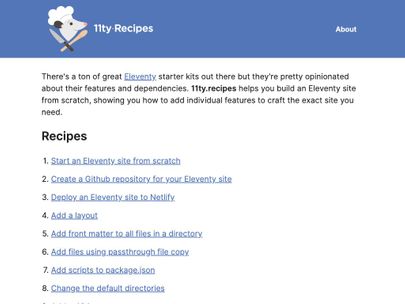 11ty·Recipes
About
There's a ton of great Eleventy starter kits out there but they're pretty opinionated
about their features and dependencies. 11ty.recipes helps you build an Eleventy site
from scratch, showing you how to add individual features to craft the exact site you
need.
Recipes
1. Start an Eleventy site from scratch
2. Create a Github repository for your Eleventy site
3. Deploy an Eleventy site to Netlify
4. Add a layout
5. Add front matter to all files in a directory
6. Add files using passthrough file copy
7. Add scripts to package.json
8. Change the default directories